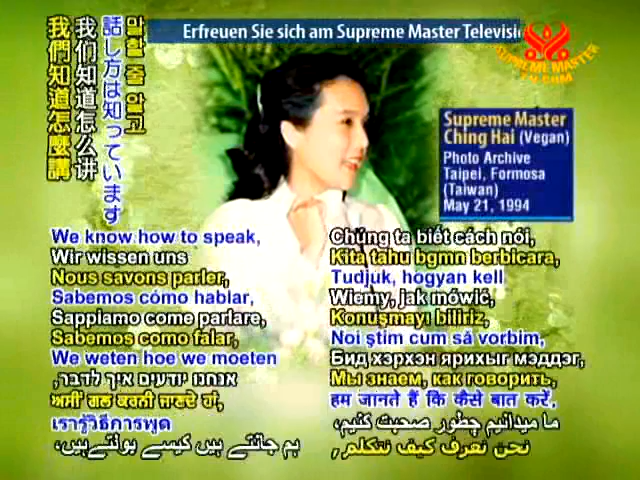 Erfreuen Sie sich am Supreme Master Televisi
SUPREME MASTER
TV.COM
말할 줄 알고
話し方は知っています
我们知道怎么讲
我們知道怎麼講
Supreme Master
Ching Hai (Vegan)
Photo Archive
Taipei, Formosa
(Taiwan)
May 21, 1994
We know how to speak,
Wir wissen uns
Nous savons parler,
Sabemos cómo hablar,
Sappiamo come parlare,
Sabemos como falar,
We weten hoe we moeten
אנחנו יודעים איך לדבר,
ਅਸੀਂ ਗਲ ਕਰਨੀ ਜਾਣਦੇ ਹਾਂ,
เรารู้วิธีการพูด
ہم جانتے ہیں کیسے بولتے ہیں،
Chúng ta biết cách nói,
Kita tahu bgmn berbicara,
Tudjuk, hogyan kell
Wiemy, jak mówić,
Konuşmayı biliriz,
Noi ştim cum să vorbim,
Бид хэрхэн ярихыг мэддэг,
Мы знаем, как говорить,
हम जानते हैं कि कैसे बात करें,
ما میدانیم چطور صحبت کنیم،
نحن نعرف كيف نتكلم,